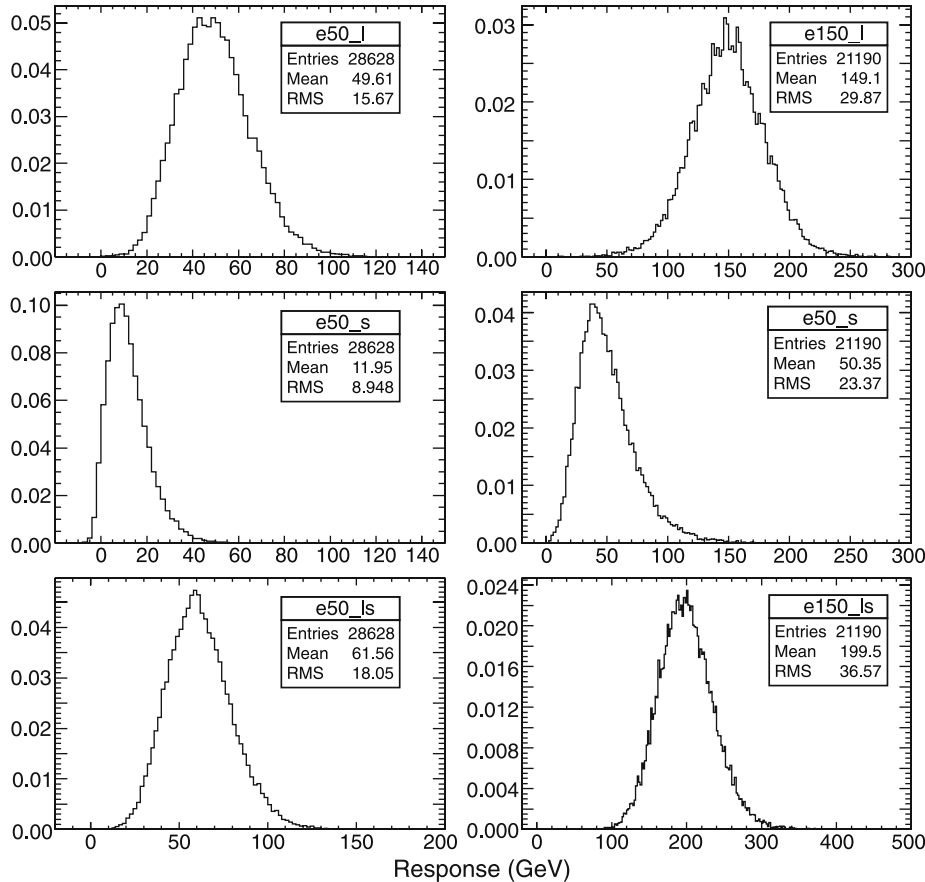 0.05
0.04
0.03
0.02
0.01
0.00
0 20 40 60 80 100 120 140
e50_l
Entries 28628
Mean 49.61
RMS 15.67
0.03
0.02
0.01
0.00
0 50 100 150 200 250 300
e150_l
Entries 21190
Mean 149.1
RMS 29.87
0.10
0.08
0.06
0.04
0.02
0.00
0 20 40 60 80 100 120 140
e50_s
Entries 28628
Mean 11.95
RMS 8.948
0.04
0.03
0.02
0.01
0.00
0 50 100 150 200 250 300
e50_s
Entries 21190
Mean 50.35
RMS 23.37
0.04
0.03
0.02
0.01
0.00
0 50 100 150 200
e50_ls
Entries 28628
Mean 61.56
RMS 18.05
0.024
0.020
0.016
0.012
0.008
0.004
0.000
0 100 200 300 400 500
e150_ls
Entries 21190
Mean 199.5
RMS 36.57
Response (GeV)